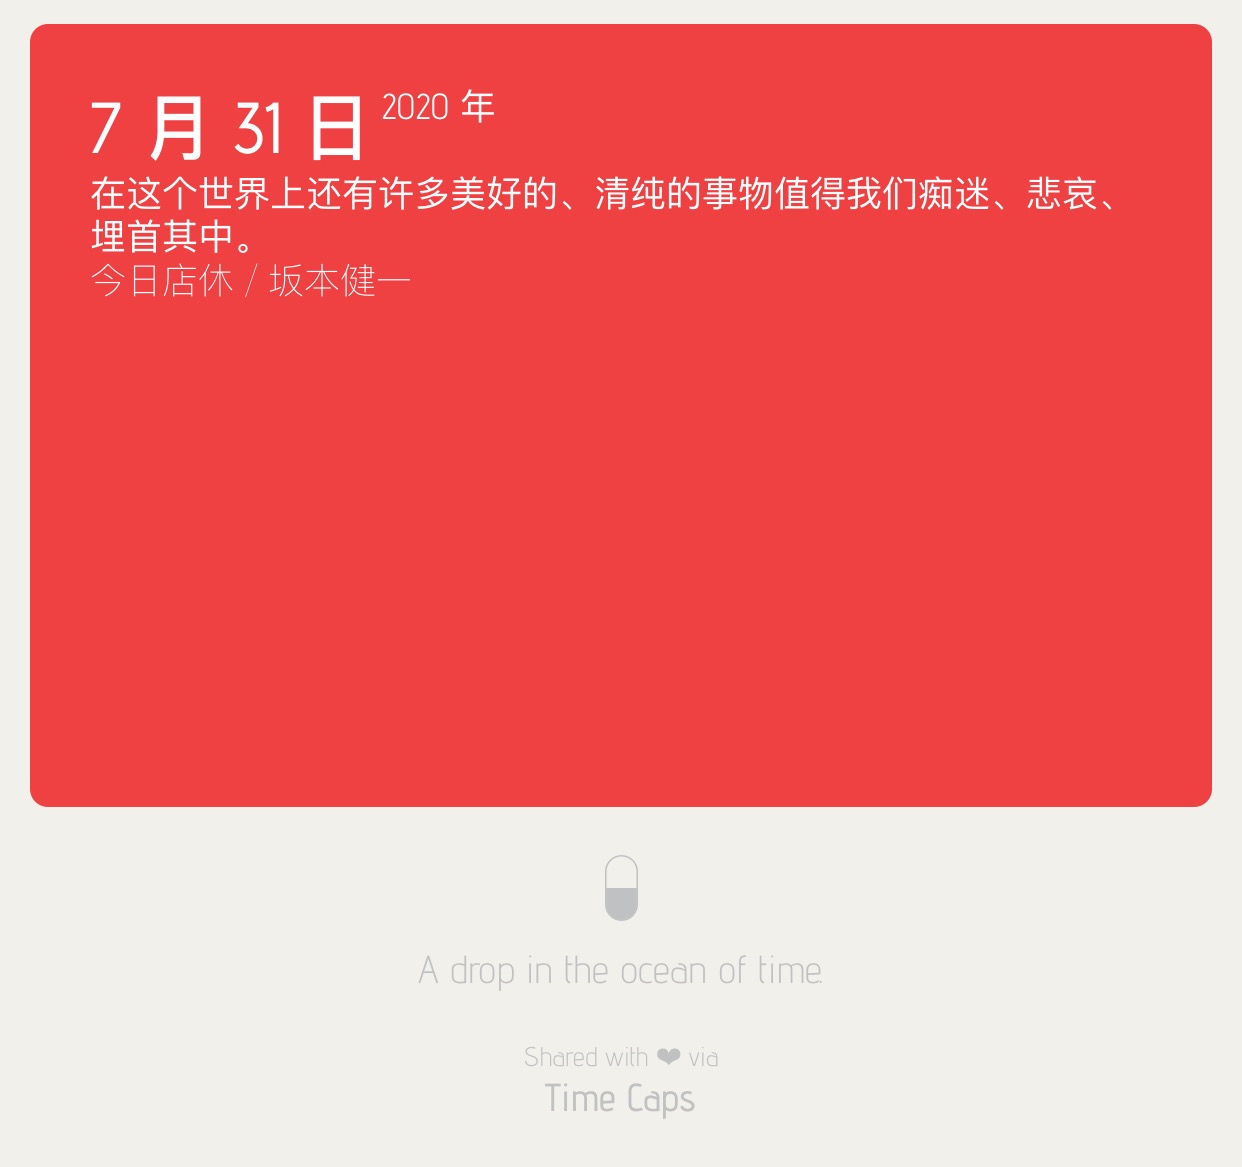 7 月 31 日 2020 年
在这个世界上还有许多美好的、清纯的事物值得我们痴迷、悲哀、
埋首其中。
今日店休 / 坂本健一
A drop in the ocean of time.
Shared with ❤ via
Time Caps